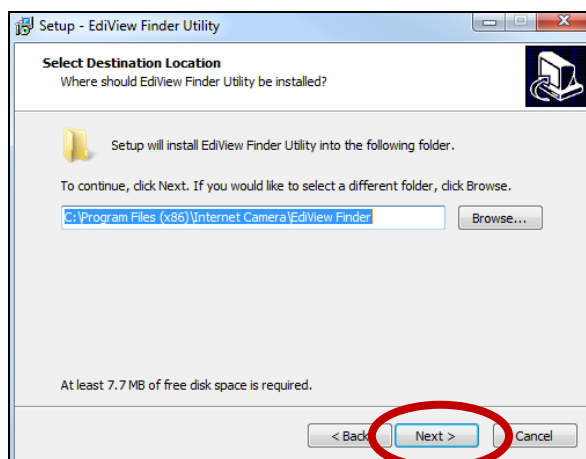 Setup - EdiView Finder Utility
Select Destination Location
Where should EdiView Finder Utility be installed?
Setup will install EdiView Finder Utility into the following folder.
To continue, click Next. If you would like to select a different folder, click Browse.
C:\Program Files (x86)\Internet Camera\EdiView Finder
Browse...
At least 7.7 MB of free disk space is required.
< Back
Next >
Cancel